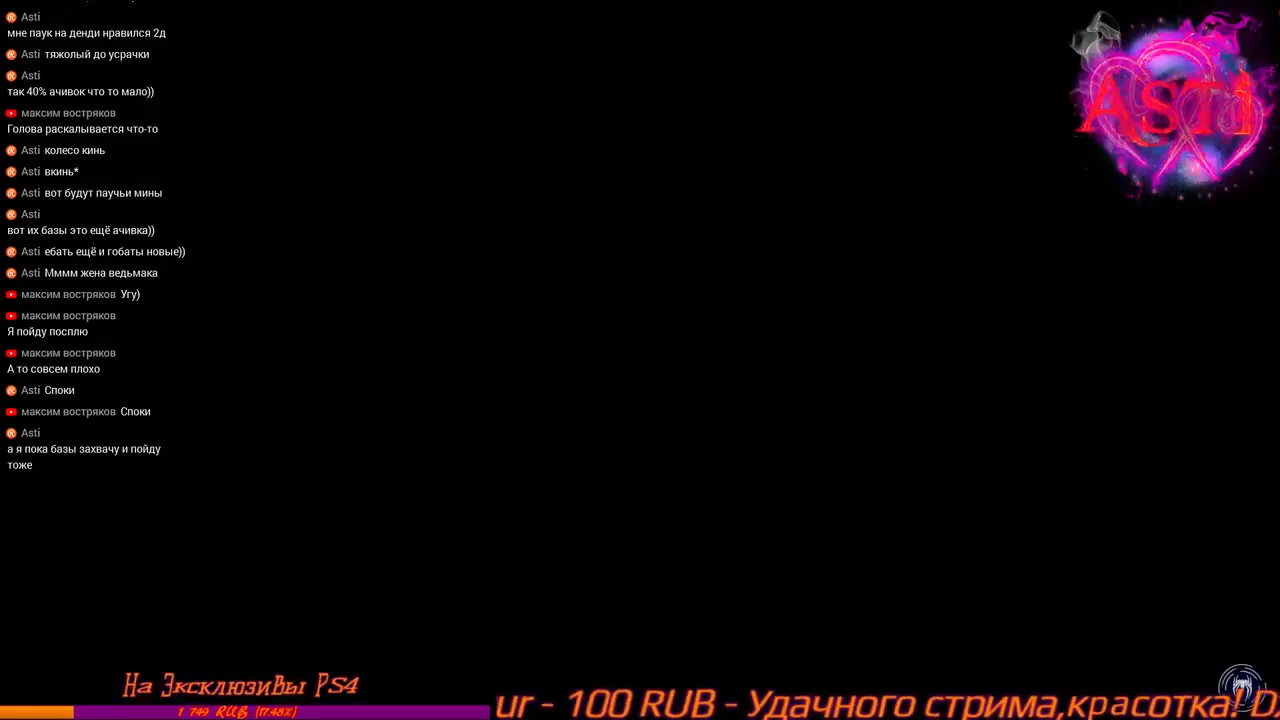 Asti
мне паук на денди нравился 2д
Asti тяжолый до усрачки
Asti
так 40% ачивок что то мало))
максим востряков
Голова раскалывается что-то
Asti колесо кинь
Asti вкинь*
Asti вот будут паучьи мины
Asti
вот их базы это ещё ачивка))
Asti ебать ещё и гобаты новые))
Asti Мммм жена ведьмака
максим востряков Угу)
максим востряков
Я пойду посплю
максим востряков
А то совсем плохо
Asti Споки
максим востряков Споки
Asti
а я пока базы захвачу и пойду
тоже
Asti
На ЭксклюзиВы PS4
1 749 RUB (17.48%)
ur - 100 RUB - Удачного стрима,красотка! D